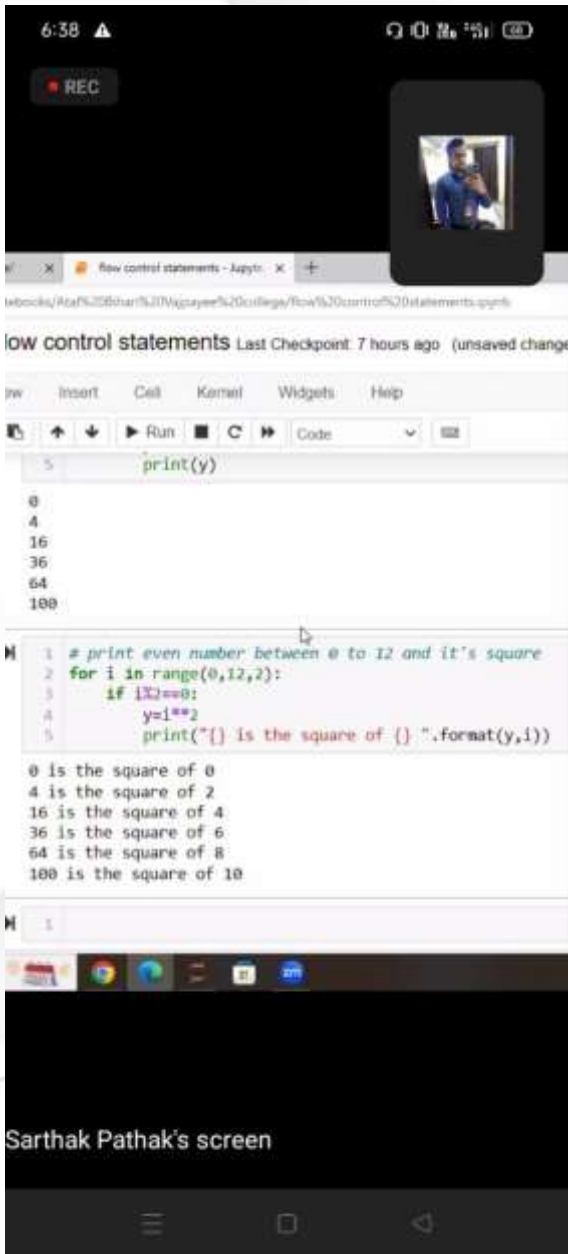 6:38
REC
flow control statements - Jupyt
low control statements Last Checkpoint: 7 hours ago (unsaved change
Insert Cell Kernel Widgets Help
Run Code
5 print(y)
0
4
16
36
64
100
1 # print even number between 0 to 12 and it's square
2 for i in range(0,12,2):
3 if i%2==0:
4 y=i**2
5 print("{} is the square of {} ".format(y,i))
0 is the square of 0
4 is the square of 2
16 is the square of 4
36 is the square of 6
64 is the square of 8
100 is the square of 10
1
zm
Sarthak Pathak's screen